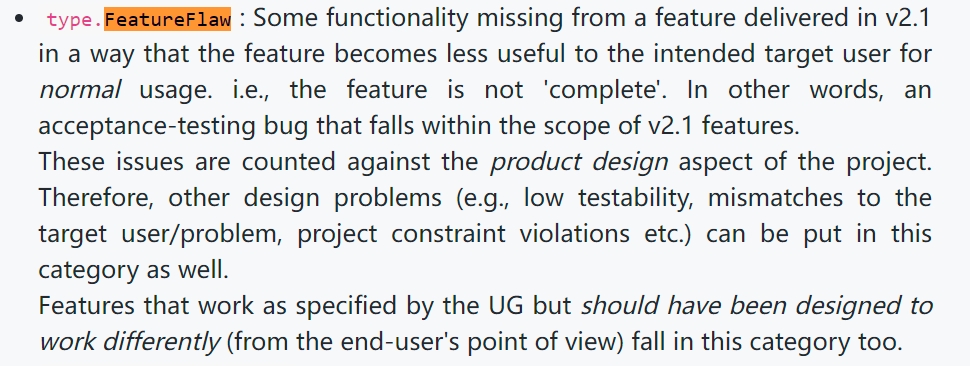 • type.FeatureFlaw : Some functionality missing from a feature delivered in v2.1
in a way that the feature becomes less useful to the intended target user for
normal usage. i.e., the feature is not 'complete'. In other words, an
acceptance-testing bug that falls within the scope of v2.1 features.
These issues are counted against the product design aspect of the project.
Therefore, other design problems (e.g., low testability, mismatches to the
target user/problem, project constraint violations etc.) can be put in this
category as well.
Features that work as specified by the UG but should have been designed to
work differently (from the end-user's point of view) fall in this category too.